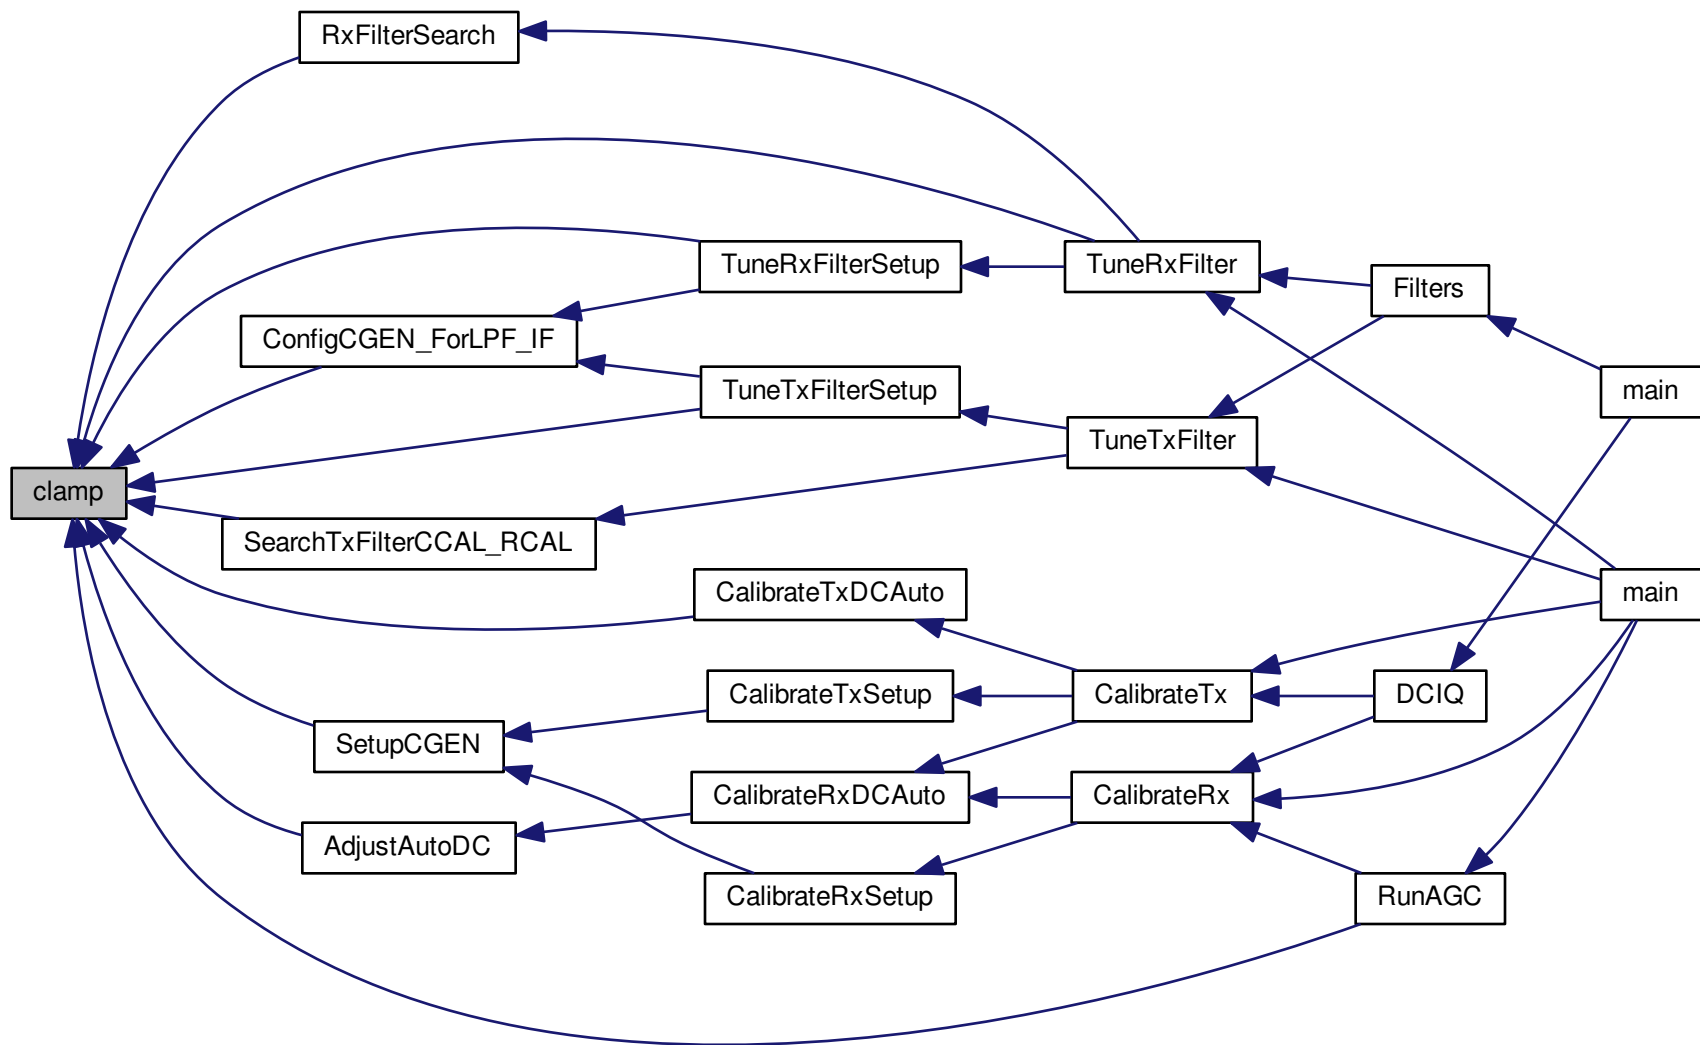 RxFilterSearch
TuneRxFilterSetup
TuneRxFilter
Filters
ConfigCGEN_ForLPF_IF
TuneTxFilterSetup
main
TuneTxFilter
clamp
SearchTxFilterCCAL_RCAL
CalibrateTxDCAuto
main
CalibrateTxSetup
CalibrateTx
DCIQ
SetupCGEN
CalibrateRxDCAuto
CalibrateRx
AdjustAutoDC
CalibrateRxSetup
RunAGC